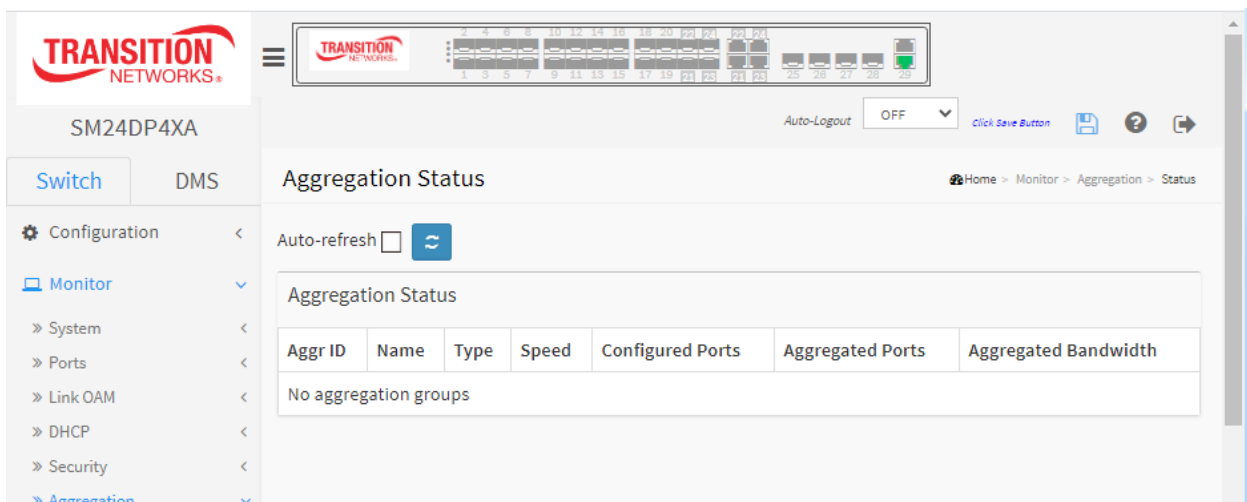 TRANSITION
NETWORKS®
TRANSITION
NETWORKS®
2 4 6 8 10 12 14 16 18 20 22 24 22 24
1 3 5 7 9 11 13 15 17 19 21 23 21 23 25 26 27 28 29
SM24DP4XA
Auto-Logout OFF Click Save Button
Switch DMS
Aggregation Status
Home > Monitor > Aggregation > Status
Configuration
Auto-refresh
Monitor
Aggregation Status
» System
Aggr ID Name Type Speed Configured Ports Aggregated Ports Aggregated Bandwidth
» Ports
No aggregation groups
» Link OAM
» DHCP
» Security
» Aggregation